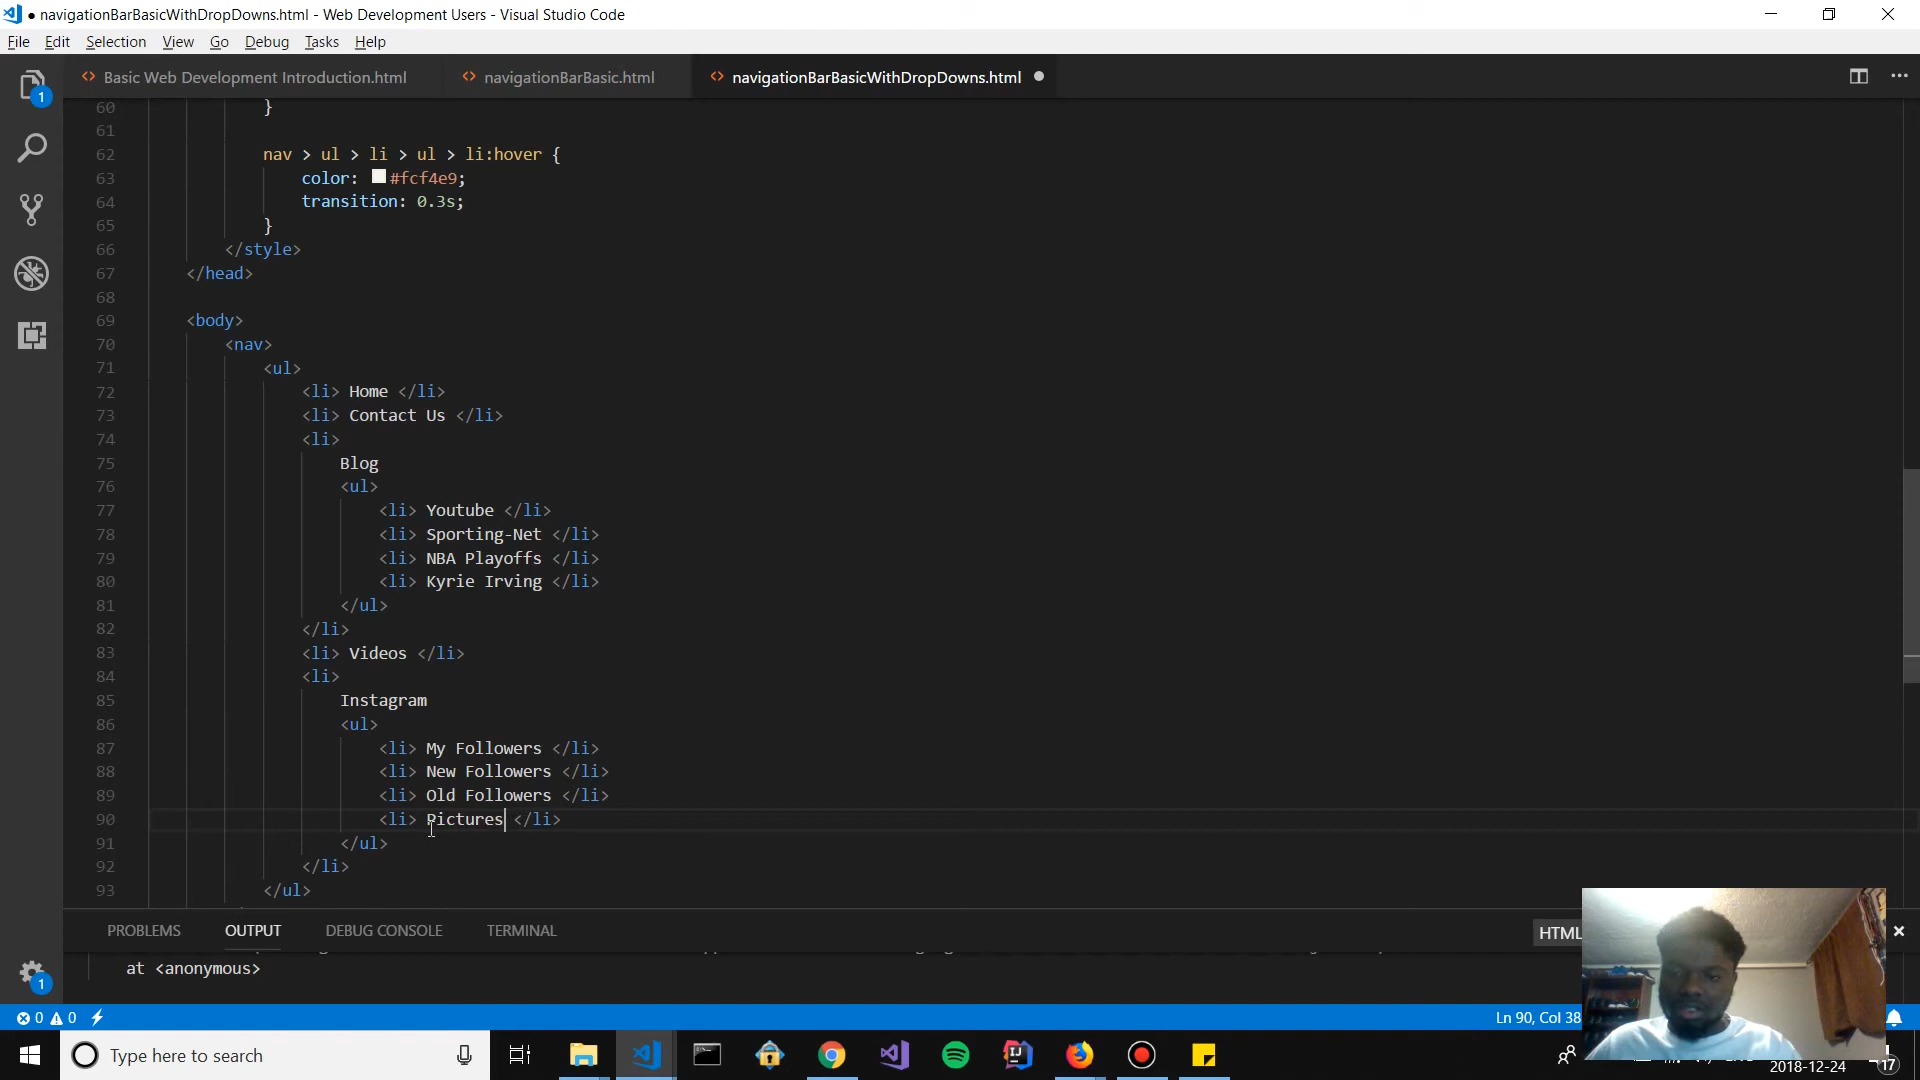 navigationBarBasicWithDropDowns.html - Web Development Users - Visual Studio Code
File Edit Selection View Go Debug Tasks Help
Basic Web Development Introduction.html navigationBarBasic.html navigationBarBasicWithDropDowns.html
60 }
61
62 nav > ul > li > ul > li:hover {
63 color: #fcf4e9;
64 transition: 0.3s;
65 }
66 </style>
67 </head>
68
69 <body>
70 <nav>
71 <ul>
72 <li> Home </li>
73 <li> Contact Us </li>
74 <li>
75 Blog
76 <ul>
77 <li> Youtube </li>
78 <li> Sporting-Net </li>
79 <li> NBA Playoffs </li>
80 <li> Kyrie Irving </li>
81 </ul>
82 </li>
83 <li> Videos </li>
84 <li>
85 Instagram
86 <ul>
87 <li> My Followers </li>
88 <li> New Followers </li>
89 <li> Old Followers </li>
90 <li> Pictures </li>
91 </ul>
92 </li>
93 </ul>
PROBLEMS OUTPUT DEBUG CONSOLE TERMINAL HTML
at <anonymous>
0 0 Ln 90, Col 38
Type here to search
2018-12-24 17
1
1